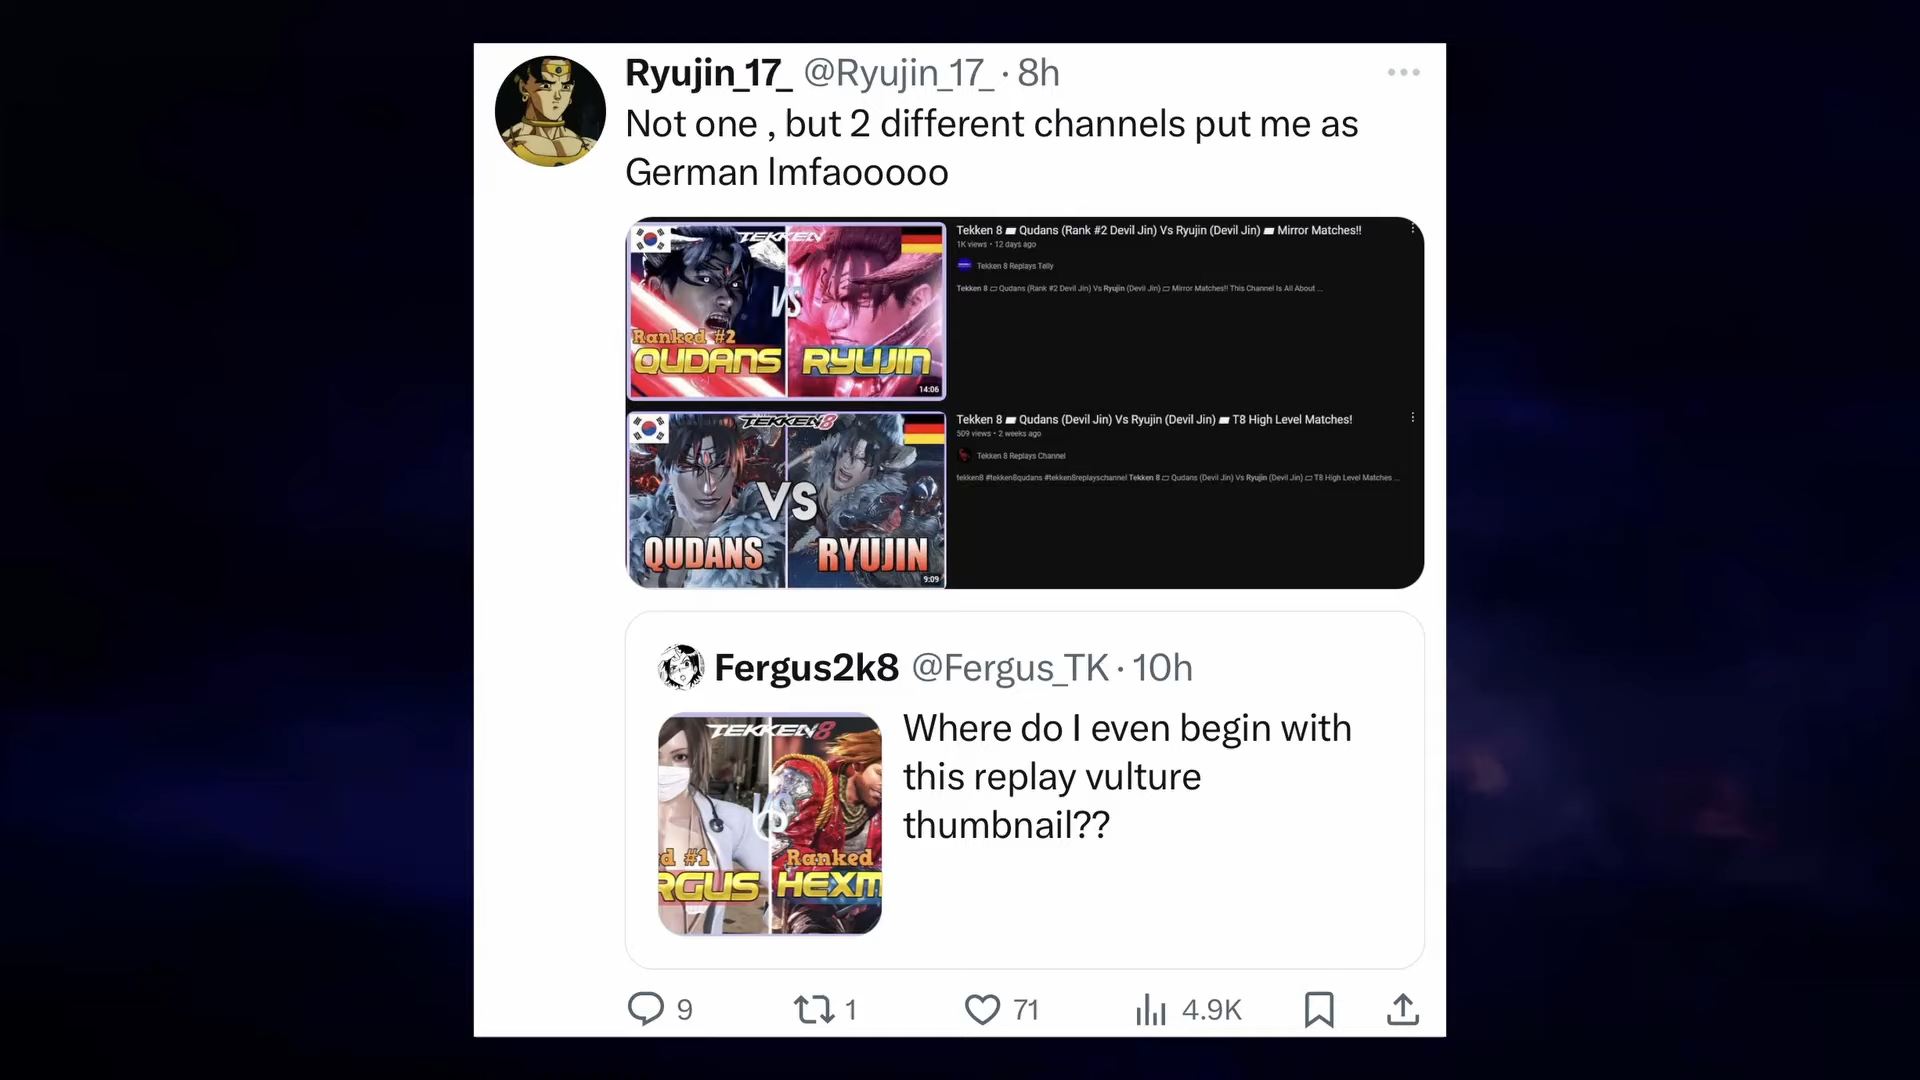 Ryujin_17_ @Ryujin_17_ · 8h
Not one , but 2 different channels put me as
German lmfaooooo
TEKKEN
VS
Ranked #2
QUDANS
RYUJIN
14:06
Tekken 8 ▰ Qudans (Rank #2 Devil Jin) Vs Ryujin (Devil Jin) ▰ Mirror Matches!!
1K views • 12 days ago
Tekken 8 Replays Telly
Tekken 8 ▱ Qudans (Rank #2 Devil Jin) Vs Ryujin (Devil Jin) ▱ Mirror Matches!! This Channel Is All About ...
TEKKEN 8
VS
QUDANS
RYUJIN
9:09
Tekken 8 ▰ Qudans (Devil Jin) Vs Ryujin (Devil Jin) ▰ T8 High Level Matches!
509 views • 2 weeks ago
Tekken 8 Replays Channel
tekken8 #tekken8qudans #tekken8replayschannel Tekken 8 ▱ Qudans (Devil Jin) Vs Ryujin (Devil Jin) ▱ T8 High Level Matches ...
Fergus2k8 @Fergus_TK · 10h
Where do I even begin with
this replay vulture
thumbnail??
TEKKEN 8
VS
d #1
Ranked
RGUS
HEXM
9
1
71
4.9K